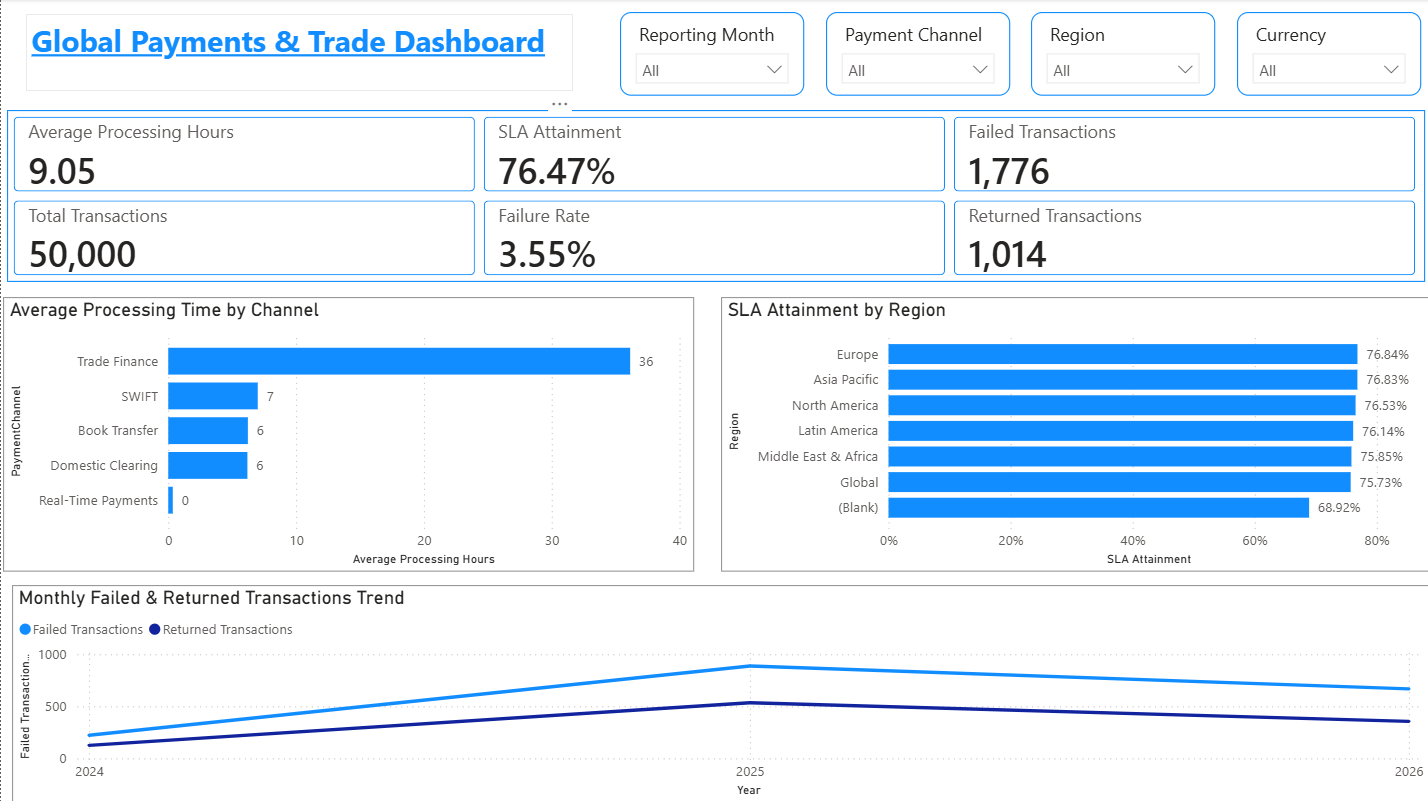 Global Payments & Trade Dashboard
Reporting Month
All
Payment Channel
All
Region
All
Currency
All
...
Average Processing Hours
9.05
SLA Attainment
76.47%
Failed Transactions
1,776
Total Transactions
50,000
Failure Rate
3.55%
Returned Transactions
1,014
Average Processing Time by Channel
PaymentChannel
Trade Finance 36
SWIFT 7
Book Transfer 6
Domestic Clearing 6
Real-Time Payments 0
0 10 20 30 40
Average Processing Hours
SLA Attainment by Region
Region
Europe 76.84%
Asia Pacific 76.83%
North America 76.53%
Latin America 76.14%
Middle East & Africa 75.85%
Global 75.73%
(Blank) 68.92%
0% 20% 40% 60% 80%
SLA Attainment
Monthly Failed & Returned Transactions Trend
Failed Transactions Returned Transactions
Failed Transaction...
1000
500
0
2024 2025 2026
Year